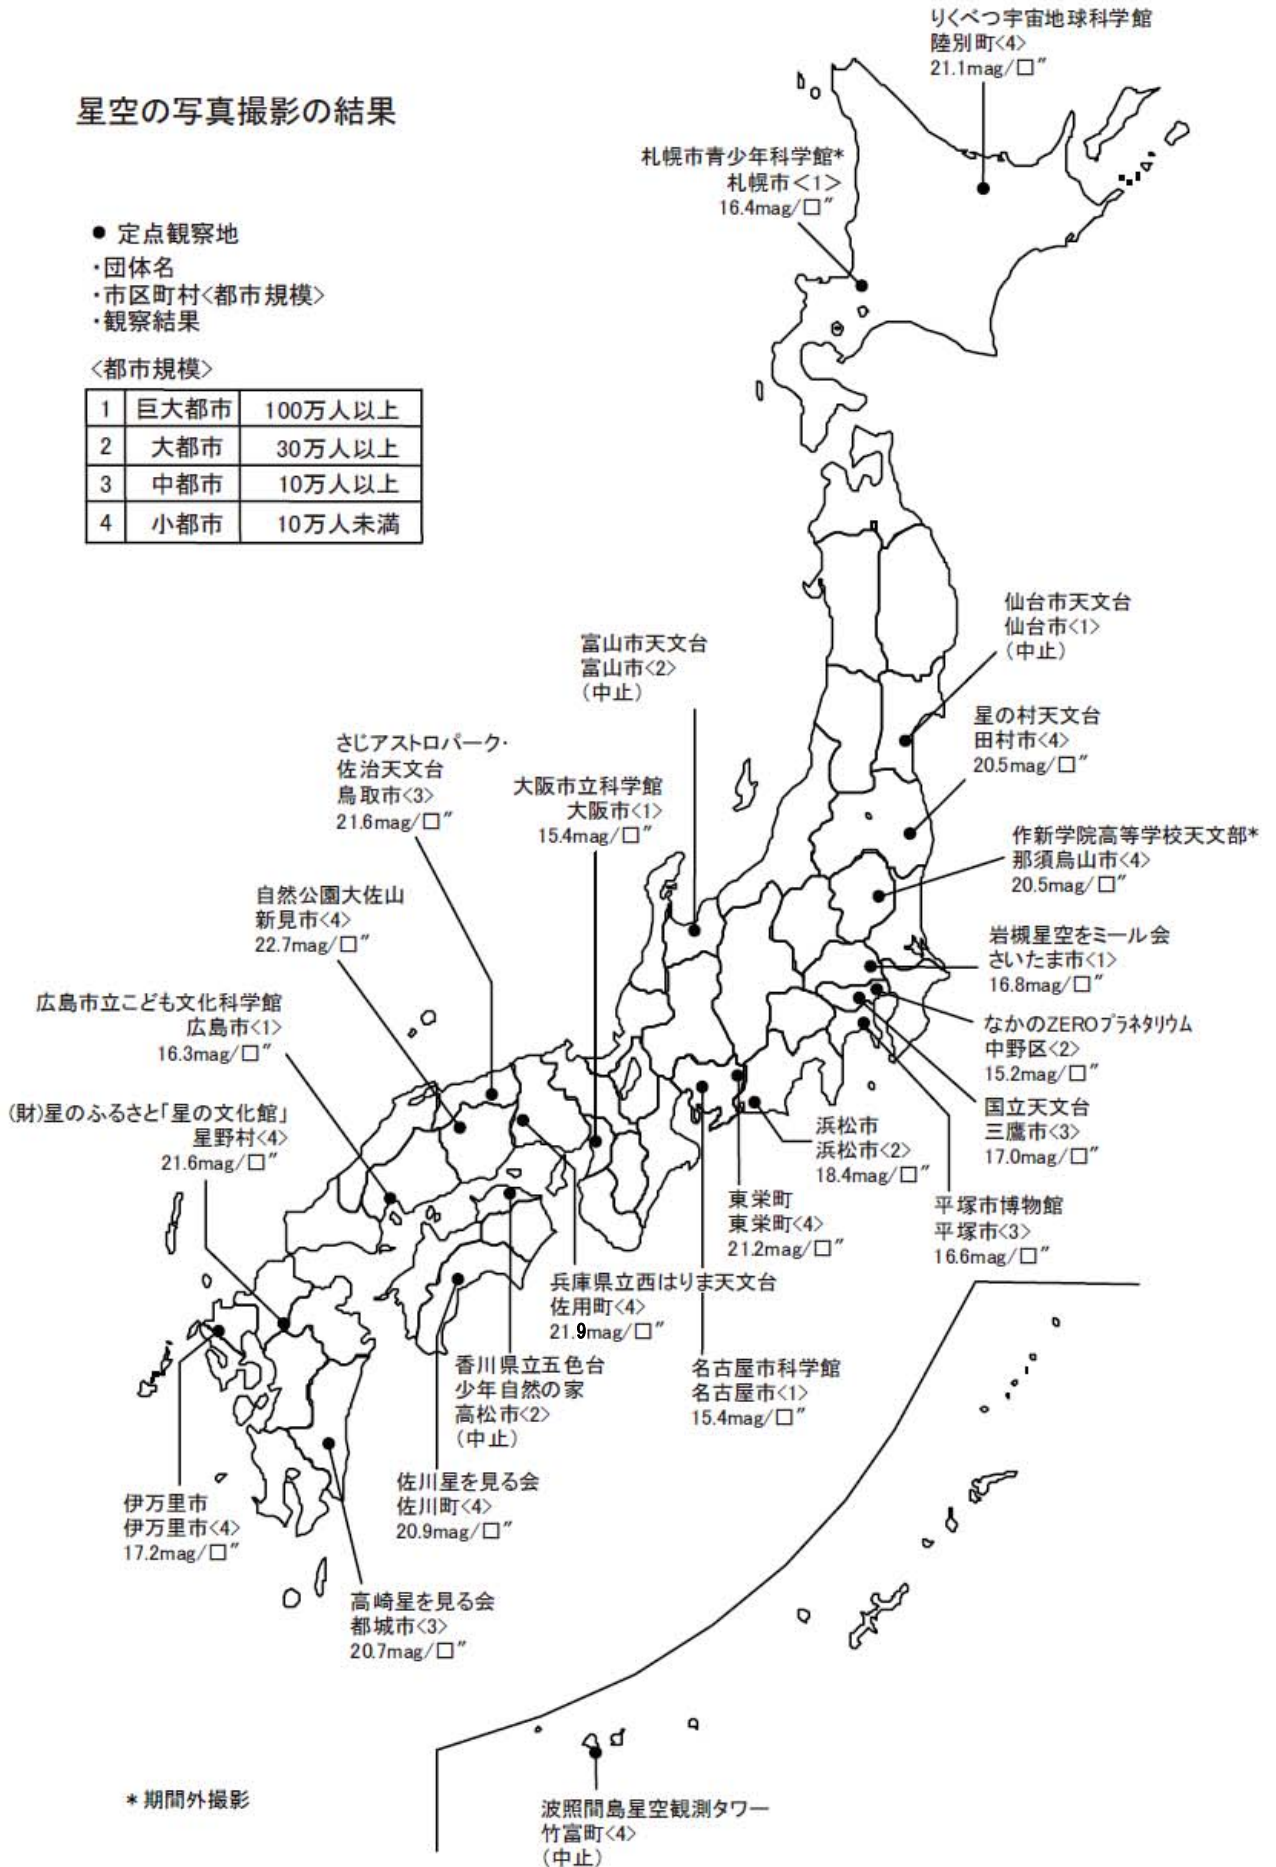 星空の写真撮影の結果
● 定点観察地
・団体名
・市区町村<都市規模>
・観察結果
<都市規模>
1 巨大都市 100万人以上
2 大都市 30万人以上
3 中都市 10万人以上
4 小都市 10万人未満
りくべつ宇宙地球科学館
陸別町<4>
21.1mag/□″
札幌市青少年科学館*
札幌市<1>
16.4mag/□″
仙台市天文台
仙台市<1>
(中止)
富山市天文台
富山市<2>
(中止)
星の村天文台
田村市<4>
20.5mag/□″
さじアストロパーク・
佐治天文台
鳥取市<3>
21.6mag/□″
大阪市立科学館
大阪市<1>
15.4mag/□″
作新学院高等学校天文部*
那須烏山市<4>
20.5mag/□″
自然公園大佐山
新見市<4>
22.7mag/□″
岩槻星空をミール会
さいたま市<1>
16.8mag/□″
広島市立こども文化科学館
広島市<1>
16.3mag/□″
なかのZEROプラネタリウム
中野区<2>
15.2mag/□″
(財)星のふるさと「星の文化館」
星野村<4>
21.6mag/□″
国立天文台
三鷹市<3>
17.0mag/□″
浜松市
浜松市<2>
18.4mag/□″
東栄町
東栄町<4>
21.2mag/□″
平塚市博物館
平塚市<3>
16.6mag/□″
兵庫県立西はりま天文台
佐用町<4>
21.9mag/□″
香川県立五色台
少年自然の家
高松市<2>
(中止)
名古屋市科学館
名古屋市<1>
15.4mag/□″
佐川星を見る会
佐川町<4>
20.9mag/□″
伊万里市
伊万里市<4>
17.2mag/□″
高崎星を見る会
都城市<3>
20.7mag/□″
*期間外撮影
波照間島星空観測タワー
竹富町<4>
(中止)